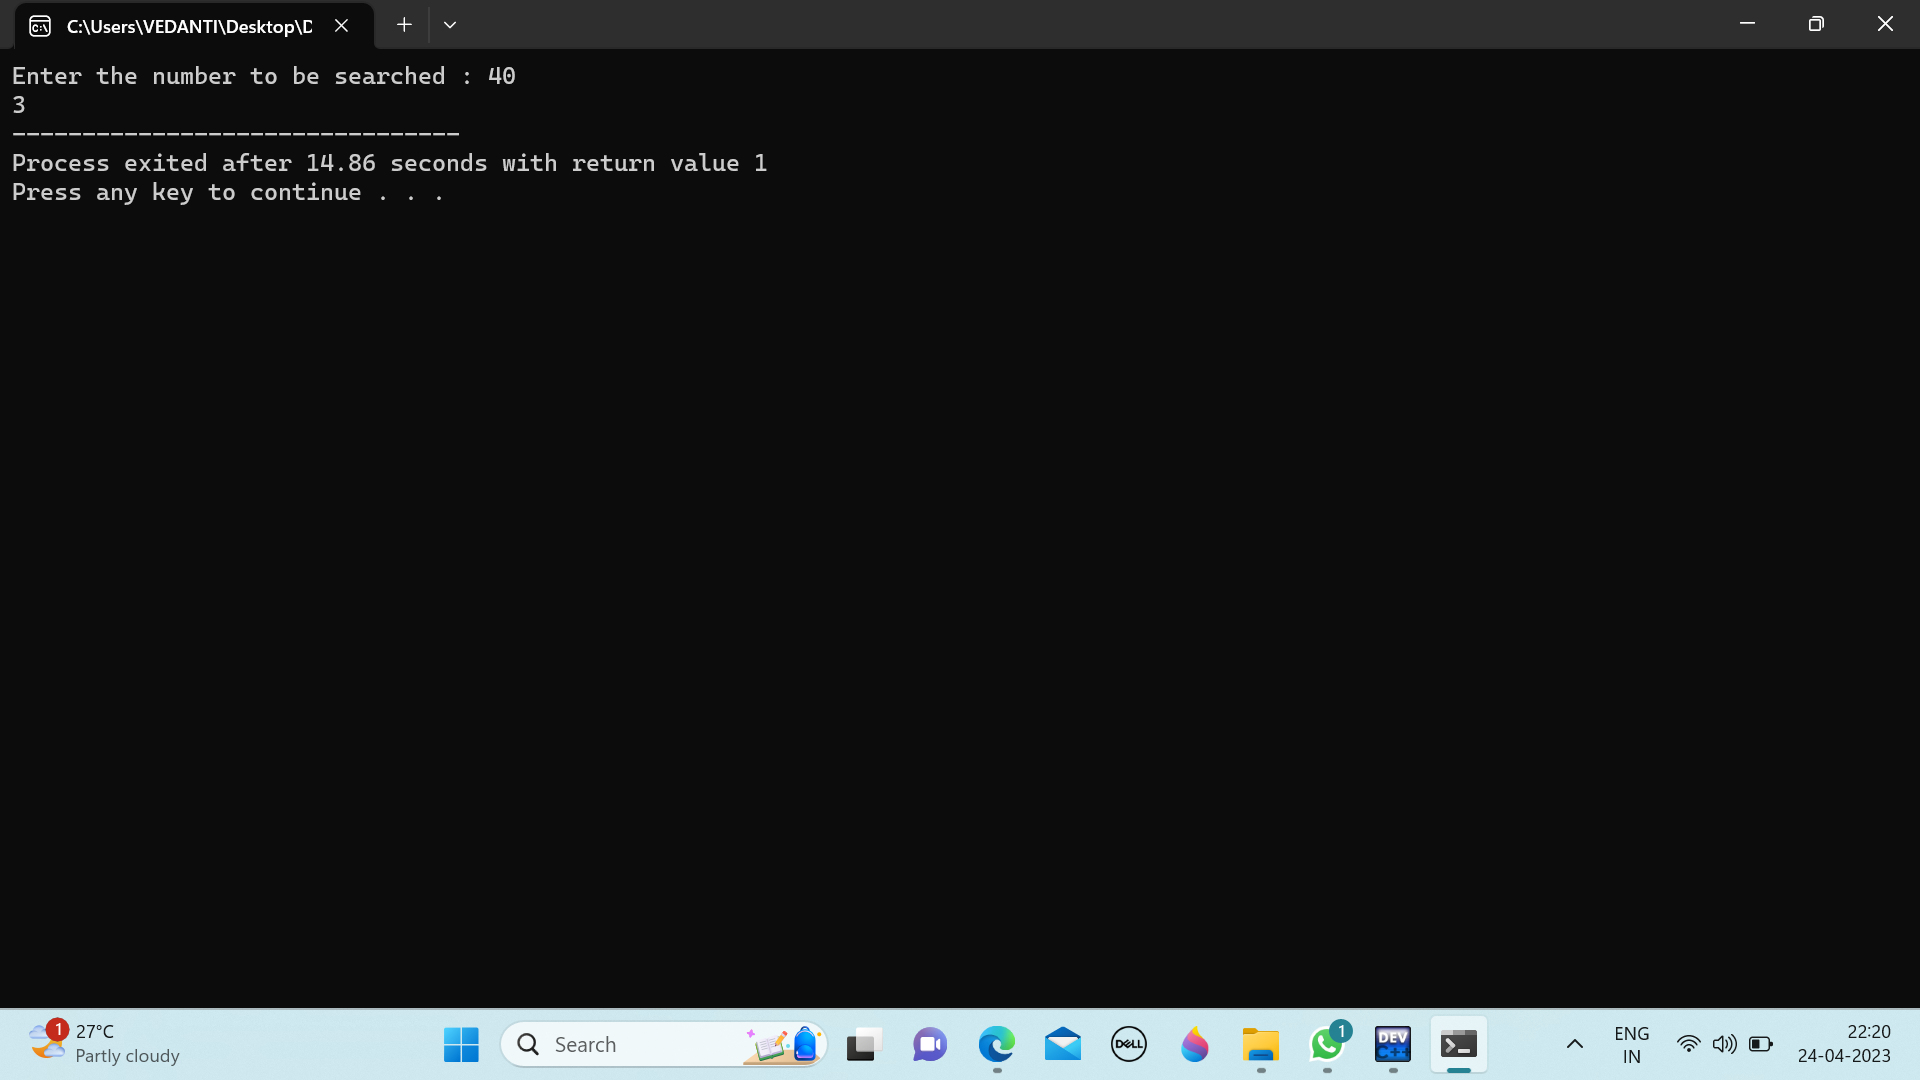 C:\Users\VEDANTI\Desktop\D
Enter the number to be searched : 40
3
--------------------------------
Process exited after 14.86 seconds with return value 1
Press any key to continue . . .
1
27°C
Partly cloudy
Search
DELL
1
DEV
C++
ENG
IN
22:20
24-04-2023